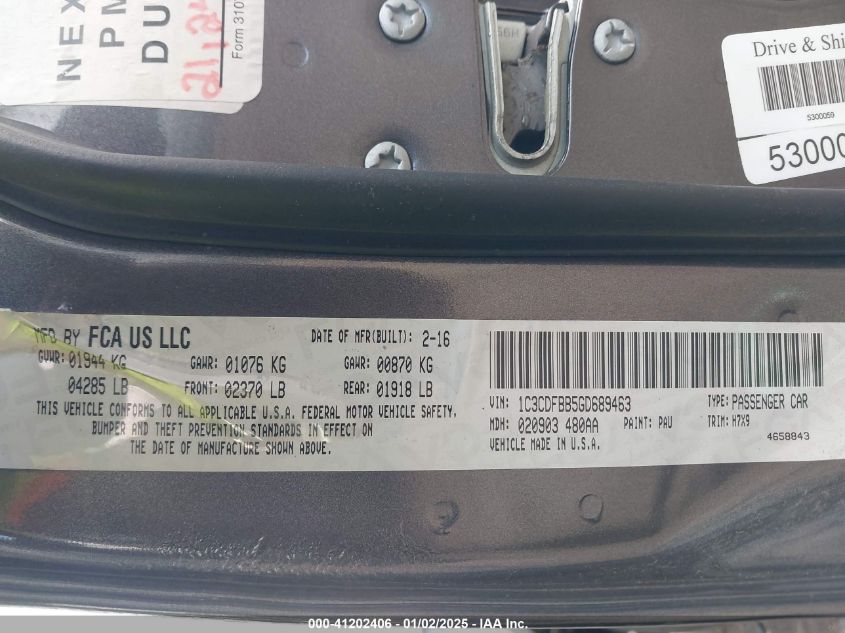 NEX
PM
DU
21124
Form 310
56H
Drive & Shi
5300059
5300
MFD BY FCA US LLC
DATE OF MFR(BUILT): 2-16
GVWR: 01944 KG GAWR: 01076 KG GAWR: 00870 KG
04285 LB FRONT: 02370 LB REAR: 01918 LB
THIS VEHICLE CONFORMS TO ALL APPLICABLE U.S.A. FEDERAL MOTOR VEHICLE SAFETY,
BUMPER AND THEFT PREVENTION STANDARDS IN EFFECT ON
THE DATE OF MANUFACTURE SHOWN ABOVE.
VIN: 1C3CDFBB5GD689463 TYPE: PASSENGER CAR
MDH: 020903 480AA PAINT: PAU TRIM: H7X9
VEHICLE MADE IN U.S.A. 4658843
000-41202406 - 01/02/2025 - IAA Inc.